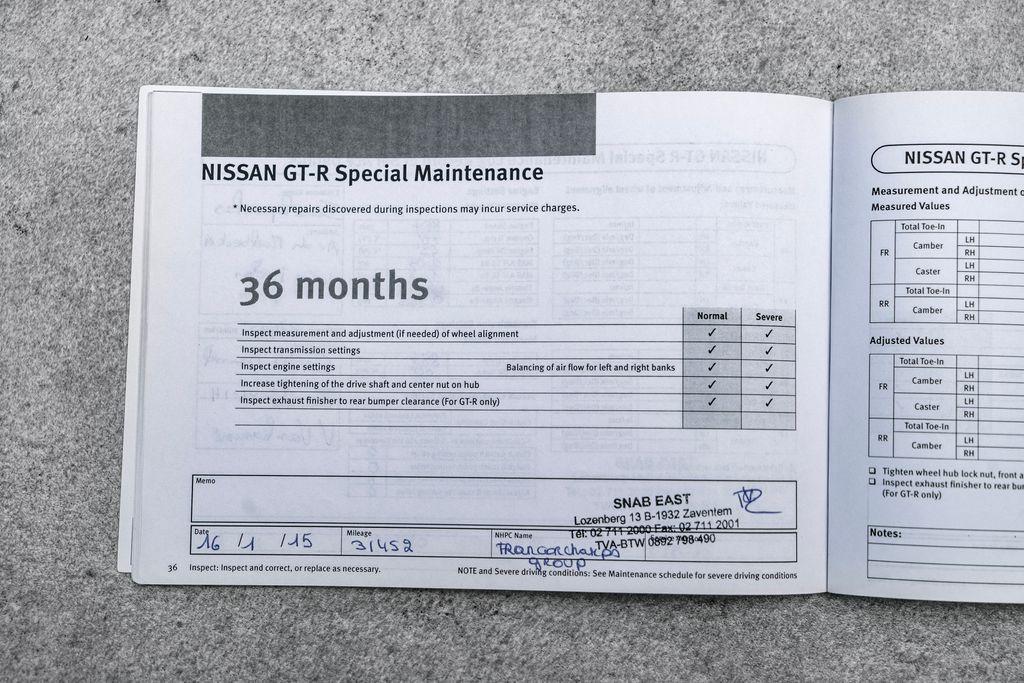 NISSAN GT-R Special Maintenance
* Necessary repairs discovered during inspections may incur service charges.
36 months
Normal Severe
Inspect measurement and adjustment (if needed) of wheel alignment ✓ ✓
Inspect transmission settings ✓ ✓
Inspect engine settings Balancing of air flow for left and right banks ✓ ✓
Increase tightening of the drive shaft and center nut on hub ✓ ✓
Inspect exhaust finisher to rear bumper clearance (For GT-R only) ✓ ✓
Memo
SNAB EAST
Lozenberg 13 B-1932 Zaventem
Tél: 02 711 2000 Fax: 02 711 2001
TVA-BTW 0892 798 490
Date 16 / 1 / 15
Mileage 31452
NHPC Name Francorchamps
group
36 Inspect: Inspect and correct, or replace as necessary.
NOTE and Severe driving conditions: See Maintenance schedule for severe driving conditions
NISSAN GT-R Sp
Measurement and Adjustment o
Measured Values
FR
Total Toe-In
Camber LH
RH
Caster LH
RH
RR
Total Toe-In
Camber LH
RH
Adjusted Values
FR
Total Toe-In
Camber LH
RH
Caster LH
RH
RR
Total Toe-In
Camber LH
RH
❑ Tighten wheel hub lock nut, front a
❑ Inspect exhaust finisher to rear bum
(For GT-R only)
Notes: